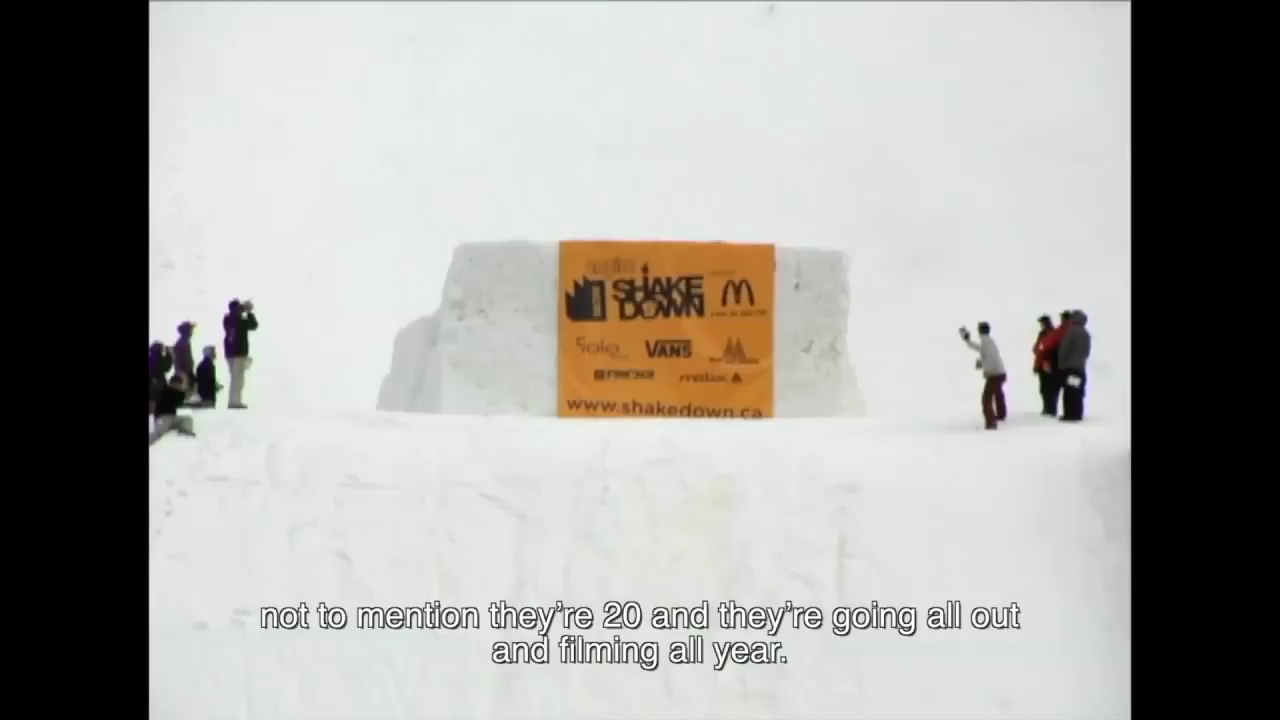 SHAKE
DOWN
VANS
www.shakedown.ca
not to mention they're 20 and they're going all out
and filming all year.